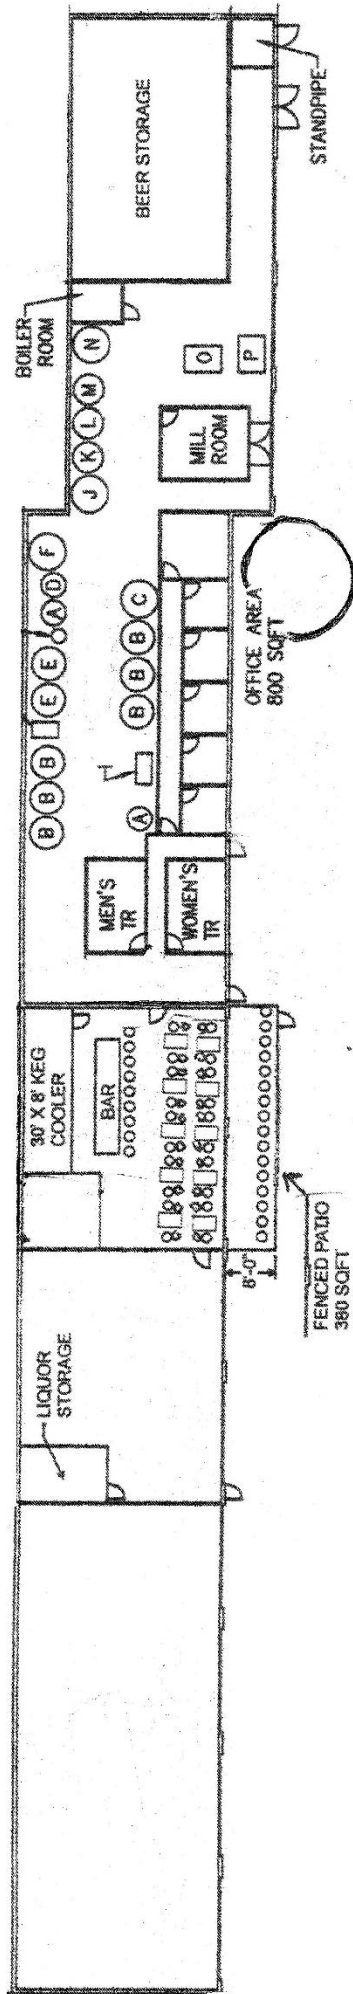 BEER STORAGE
STANDPIPE
BOILER
ROOM
N
M
L
K
J
O
P
MILL
ROOM
F
D
A
E
E
B
B
B
C
B
B
B
A
OFFICE AREA
800 SQFT
MEN'S
TR
WOMEN'S
TR
30' X 8' KEG
COOLER
BAR
8'-0"
FENCED PATIO
380 SQFT
LIQUOR
STORAGE